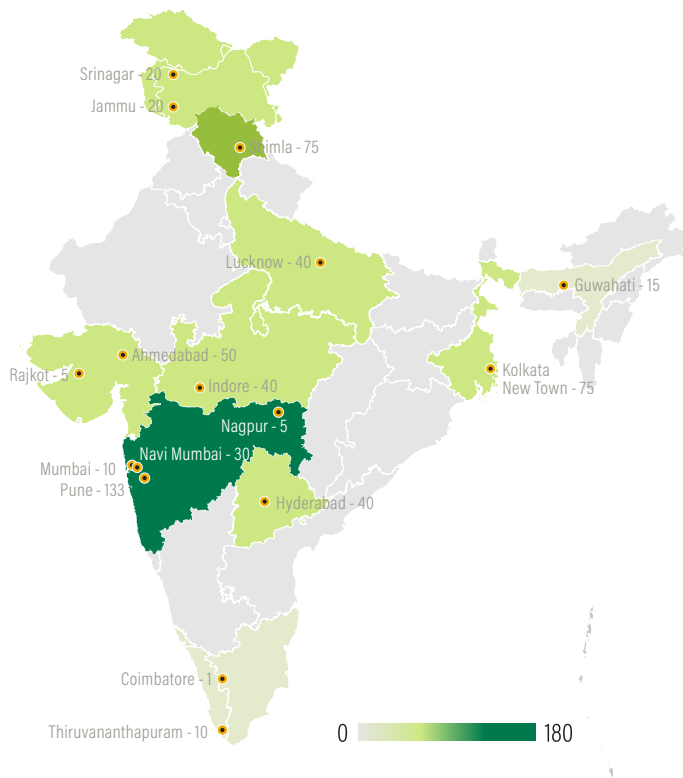 Srinagar - 20
Jammu - 20
Shimla - 75
Lucknow - 40
Guwahati - 15
Ahmedabad - 50
Rajkot - 5
Kolkata
New Town - 75
Indore - 40
Nagpur - 5
Navi Mumbai - 30
Mumbai - 10
Pune - 133
Hyderabad - 40
Coimbatore - 1
Thiruvananthapuram - 10
0
180